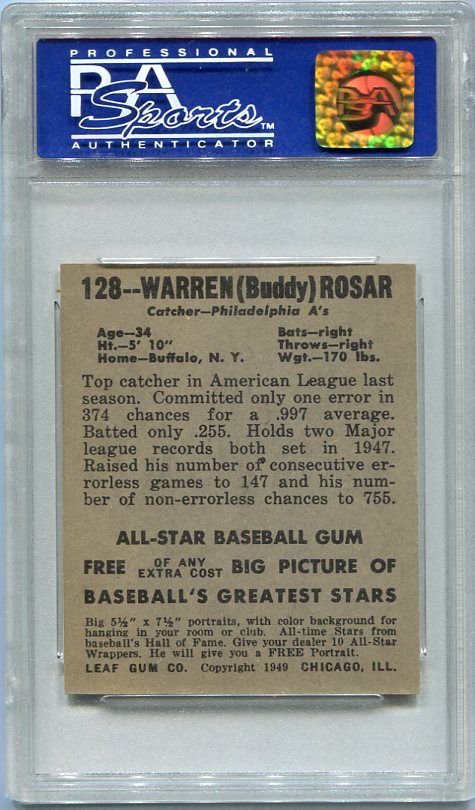 PROFESSIONAL
PSA
Sports™
AUTHENTICATOR
PSA
128--WARREN (Buddy) ROSAR
Catcher--Philadelphia A's
Age--34 Bats--right
Ht.--5' 10" Throws--right
Home--Buffalo, N. Y. Wgt.--170 lbs.
Top catcher in American League last
season. Committed only one error in
374 chances for a .997 average.
Batted only .255. Holds two Major
league records both set in 1947.
Raised his number of consecutive er-
rorless games to 147 and his num-
ber of non-errorless chances to 755.
ALL-STAR BASEBALL GUM
FREE OF ANY EXTRA COST BIG PICTURE OF
BASEBALL'S GREATEST STARS
Big 5½" x 7½" portraits, with color background for
hanging in your room or club. All-time Stars from
baseball's Hall of Fame. Give your dealer 10 All-Star
Wrappers. He will give you a FREE Portrait.
LEAF GUM CO. Copyright 1949 CHICAGO, ILL.